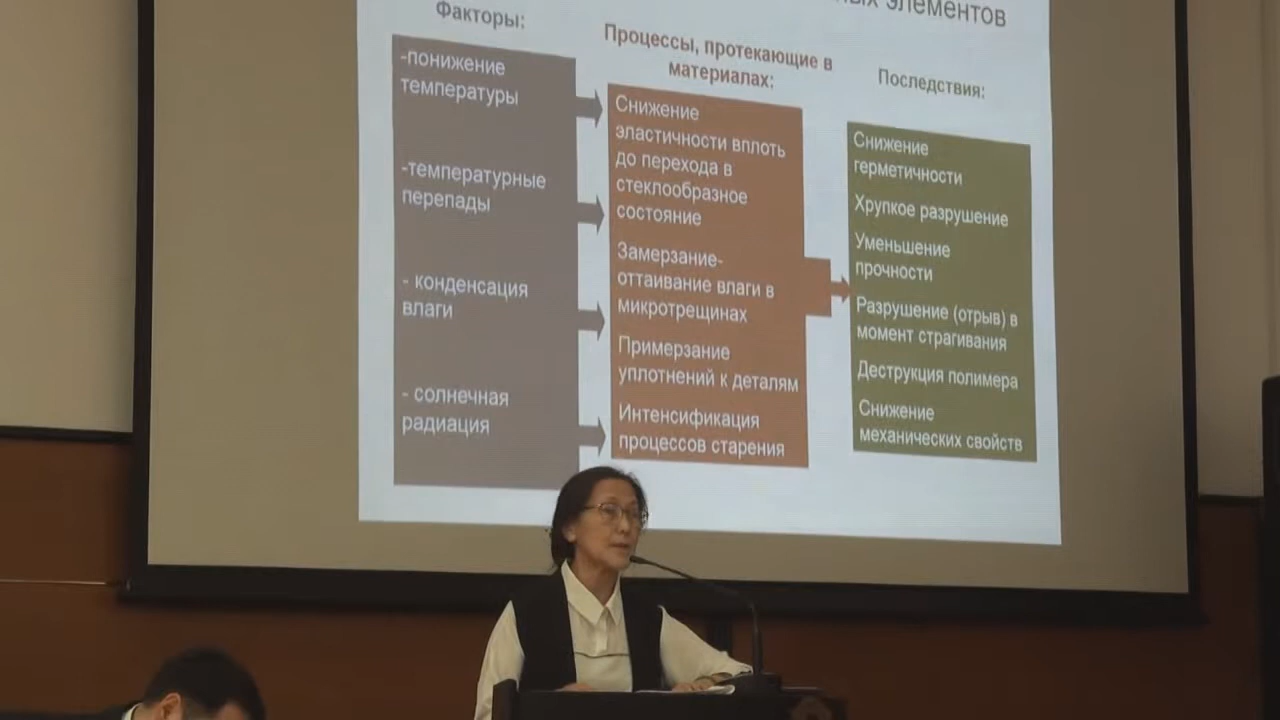 ных элементов
Факторы:
-понижение
температуры
-температурные
перепады
- конденсация
влаги
- солнечная
радиация
Процессы, протекающие в
материалах:
Снижение
эластичности вплоть
до перехода в
стеклообразное
состояние
Замерзание-
оттаивание влаги в
микротрещинах
Примерзание
уплотнений к деталям
Интенсификация
процессов старения
Последствия:
Снижение
герметичности
Хрупкое разрушение
Уменьшение
прочности
Разрушение (отрыв) в
момент страгивания
Деструкция полимера
Снижение
механических свойств